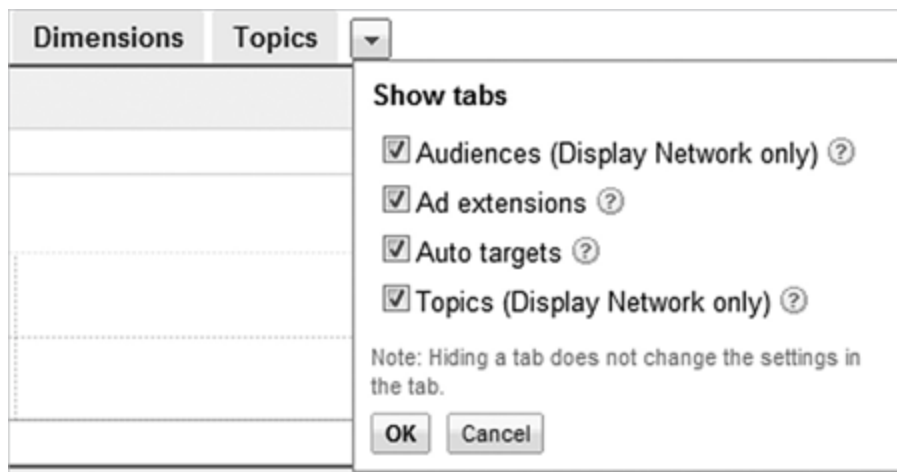 Dimensions Topics
Show tabs
Audiences (Display Network only) ?
Ad extensions ?
Auto targets ?
Topics (Display Network only) ?
Note: Hiding a tab does not change the settings in
the tab.
OK Cancel